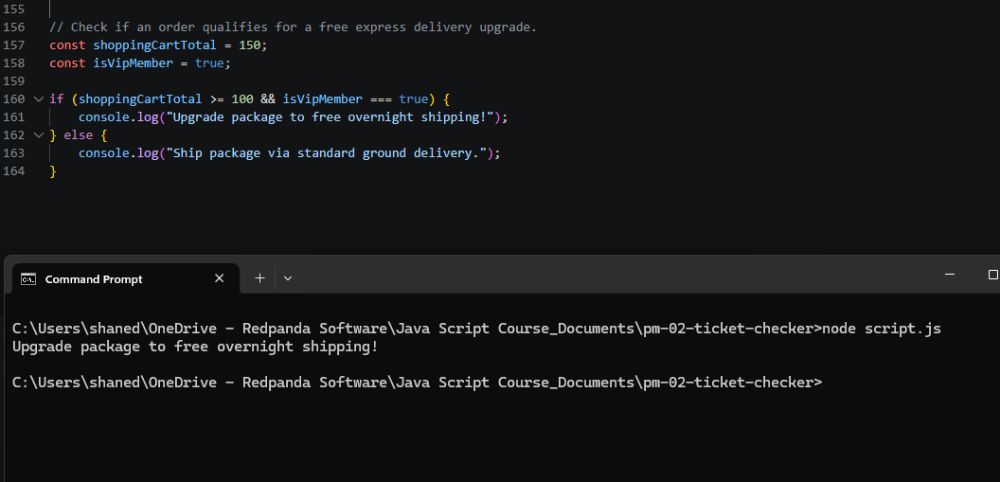 155
156 // Check if an order qualifies for a free express delivery upgrade.
157 const shoppingCartTotal = 150;
158 const isVipMember = true;
159
160 if (shoppingCartTotal >= 100 && isVipMember === true) {
161     console.log("Upgrade package to free overnight shipping!");
162 } else {
163     console.log("Ship package via standard ground delivery.");
164 }
Command Prompt
C:\Users\shaned\OneDrive - Redpanda Software\Java Script Course_Documents\pm-02-ticket-checker>node script.js
Upgrade package to free overnight shipping!
C:\Users\shaned\OneDrive - Redpanda Software\Java Script Course_Documents\pm-02-ticket-checker>